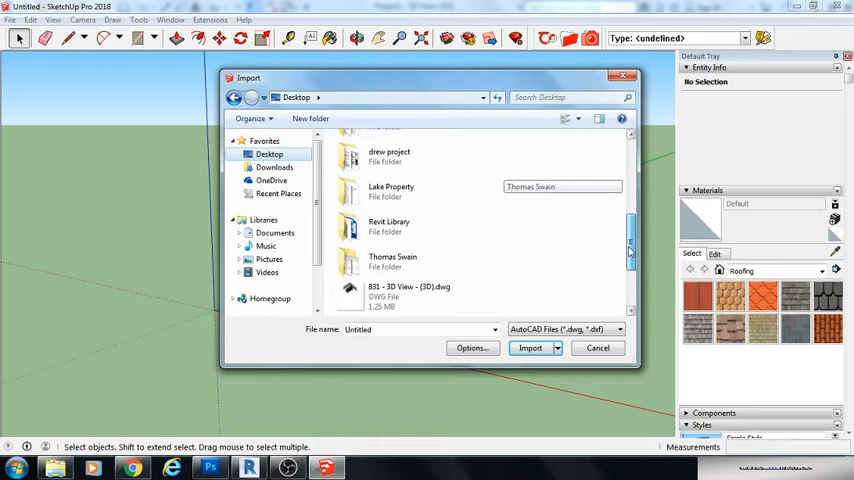 Untitled - SketchUp Pro 2018
File Edit View Camera Draw Tools Window Extensions Help
Type: <undefined>
Default Tray
Entity Info
No Selection
Materials
Default
Select Edit
Roofing
Components
Styles
Import
Desktop
Search Desktop
Organize New folder
Favorites
Desktop
Downloads
OneDrive
Recent Places
Libraries
Documents
Music
Pictures
Videos
Homegroup
drew project
File folder
Lake Property
File folder
Thomas Swain
Revit Library
File folder
Thomas Swain
File folder
831 - 3D View - {3D}.dwg
DWG File
1.25 MB
File name: Untitled AutoCAD Files (*.dwg, *.dxf)
Options... Import Cancel
Select objects. Shift to extend select. Drag mouse to select multiple.
Measurements